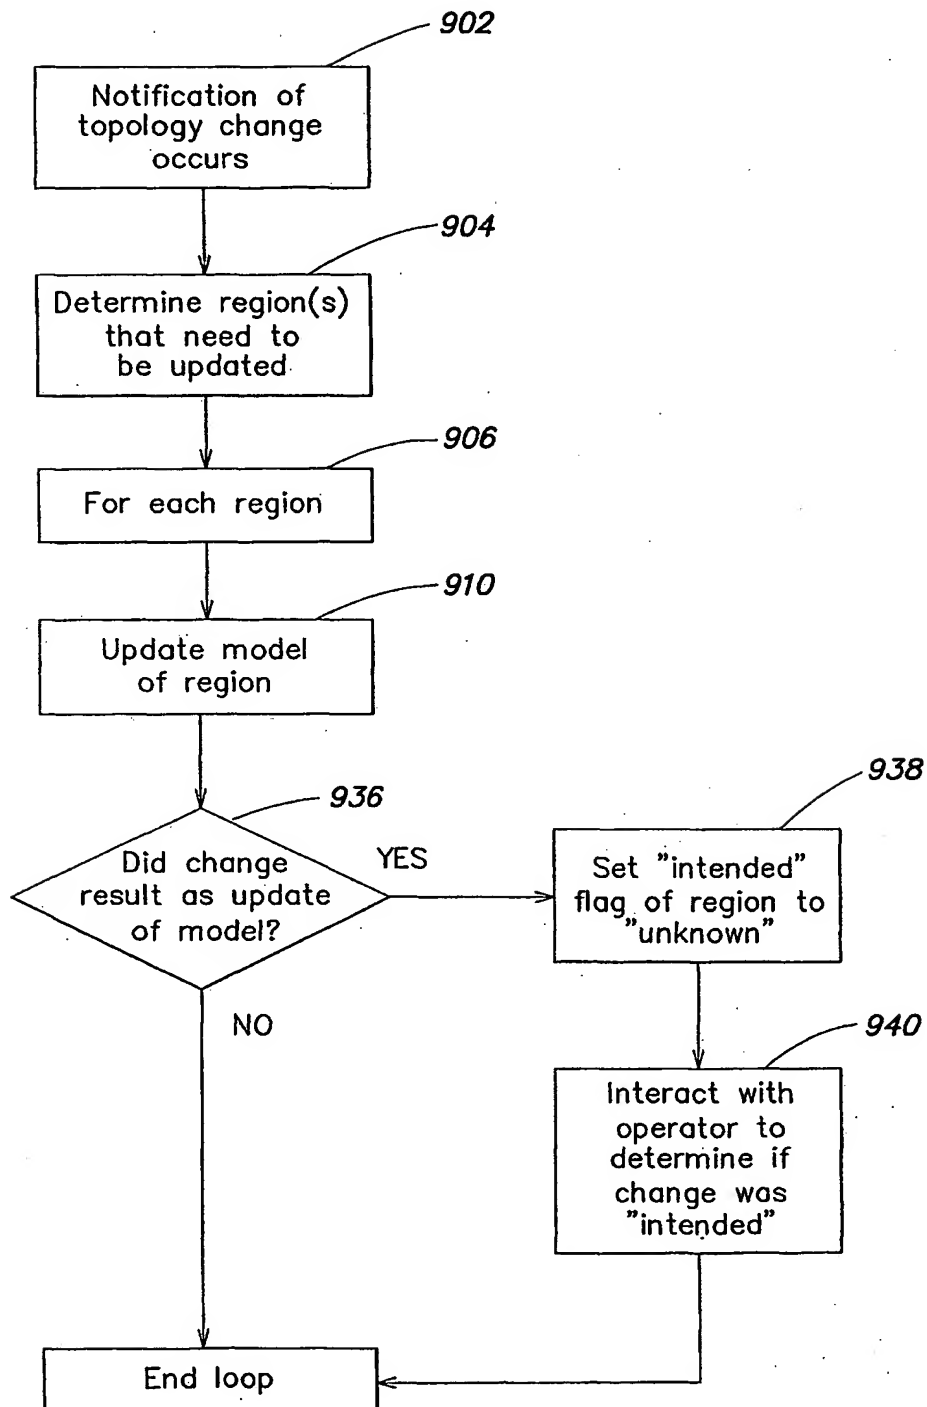 902
Notification of
topology change
occurs
904
Determine region(s)
that need to
be updated
906
For each region
910
Update model
of region
936
Did change
result as update
of model?
YES
938
Set "intended"
flag of region to
"unknown"
NO
940
Interact with
operator to
determine if
change was
"intended"
End loop